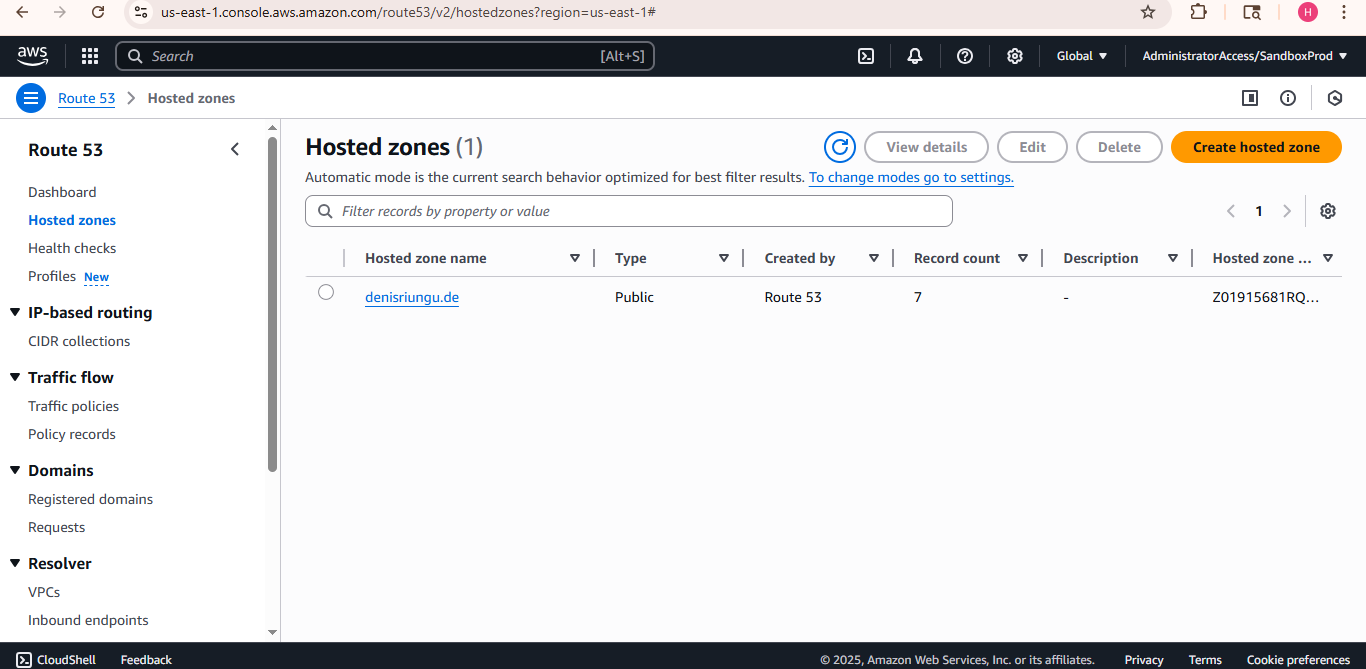 us-east-1.console.aws.amazon.com/route53/v2/hostedzones?region=us-east-1#
H
aws
Search
[Alt+S]
Global
AdministratorAccess/SandboxProd
Route 53
Hosted zones
Route 53
Dashboard
Hosted zones
Health checks
Profiles New
IP-based routing
CIDR collections
Traffic flow
Traffic policies
Policy records
Domains
Registered domains
Requests
Resolver
VPCs
Inbound endpoints
Hosted zones (1)
View details
Edit
Delete
Create hosted zone
Automatic mode is the current search behavior optimized for best filter results. To change modes go to settings.
Filter records by property or value
1
Hosted zone name Type Created by Record count Description Hosted zone ...
denisriungu.de Public Route 53 7 - Z01915681RQ...
CloudShell Feedback © 2025, Amazon Web Services, Inc. or its affiliates. Privacy Terms Cookie preferences